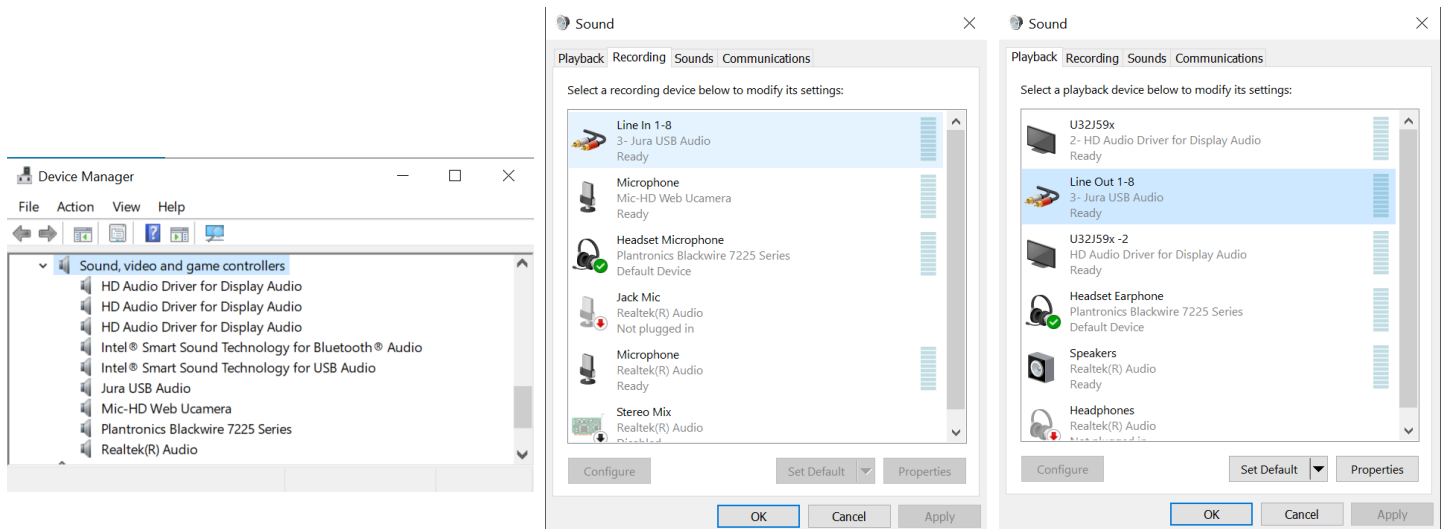 Device Manager
File Action View Help
Sound, video and game controllers
HD Audio Driver for Display Audio
HD Audio Driver for Display Audio
HD Audio Driver for Display Audio
Intel® Smart Sound Technology for Bluetooth® Audio
Intel® Smart Sound Technology for USB Audio
Jura USB Audio
Mic-HD Web Ucamera
Plantronics Blackwire 7225 Series
Realtek(R) Audio
Sound
Playback Recording Sounds Communications
Select a recording device below to modify its settings:
Line In 1-8
3- Jura USB Audio
Ready
Microphone
Mic-HD Web Ucamera
Ready
Headset Microphone
Plantronics Blackwire 7225 Series
Default Device
Jack Mic
Realtek(R) Audio
Not plugged in
Microphone
Realtek(R) Audio
Ready
Stereo Mix
Realtek(R) Audio
Disabled
Configure Set Default Properties
OK Cancel Apply
Sound
Playback Recording Sounds Communications
Select a playback device below to modify its settings:
U32J59x
2- HD Audio Driver for Display Audio
Ready
Line Out 1-8
3- Jura USB Audio
Ready
U32J59x -2
HD Audio Driver for Display Audio
Ready
Headset Earphone
Plantronics Blackwire 7225 Series
Default Device
Speakers
Realtek(R) Audio
Ready
Headphones
Realtek(R) Audio
Not plugged in
Configure Set Default Properties
OK Cancel Apply